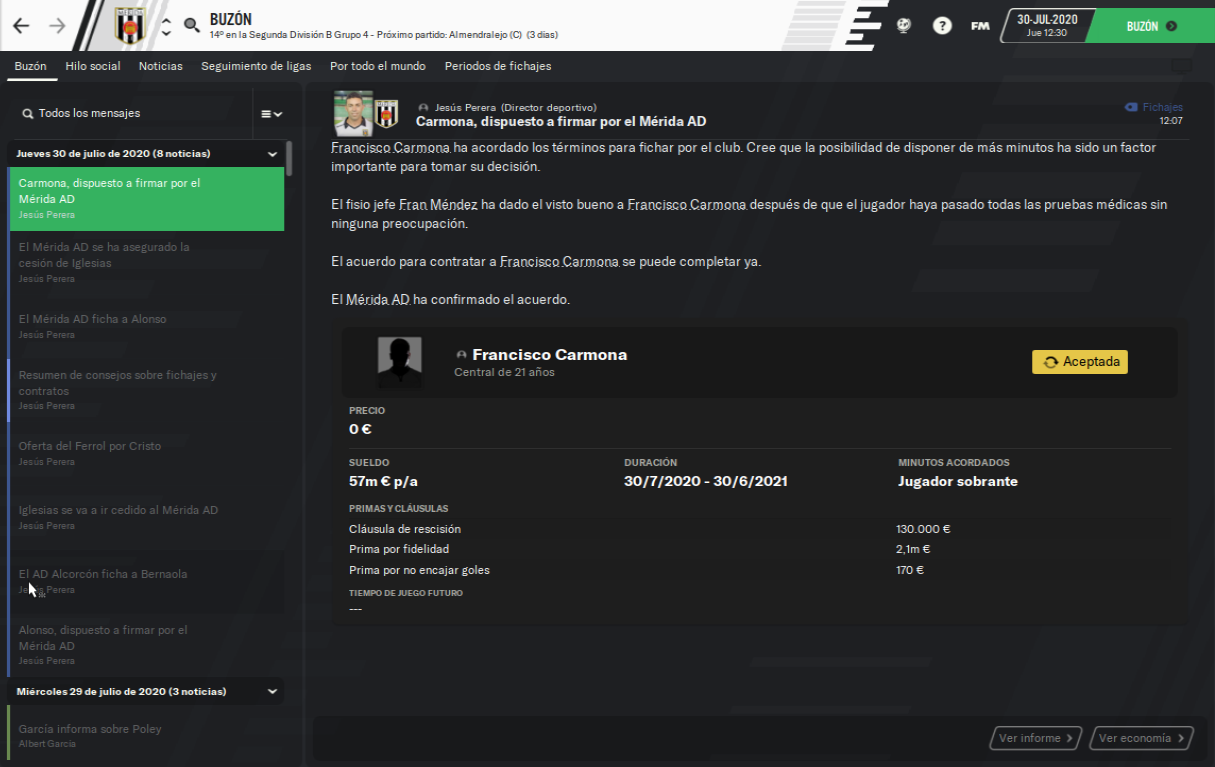 BUZÓN
14º en la Segunda División B Grupo 4 - Próximo partido: Almendralejo (C) (3 días)
?
FM
30-JUL-2020
Jue 12:30
BUZÓN
Buzón Hilo social Noticias Seguimiento de ligas Por todo el mundo Periodos de fichajes
Todos los mensajes
Jueves 30 de julio de 2020 (8 noticias)
Carmona, dispuesto a firmar por el
Mérida AD
Jesús Perera
El Mérida AD se ha asegurado la
cesión de Iglesias
Jesús Perera
El Mérida AD ficha a Alonso
Jesús Perera
Resumen de consejos sobre fichajes y
contratos
Jesús Perera
Oferta del Ferrol por Cristo
Jesús Perera
Iglesias se va a ir cedido al Mérida AD
Jesús Perera
El AD Alcorcón ficha a Bernaola
Jesús Perera
Alonso, dispuesto a firmar por el
Mérida AD
Jesús Perera
Miércoles 29 de julio de 2020 (3 noticias)
García informa sobre Poley
Albert García
Jesús Perera (Director deportivo)
Carmona, dispuesto a firmar por el Mérida AD
Fichajes
12:07
Francisco Carmona ha acordado los términos para fichar por el club. Cree que la posibilidad de disponer de más minutos ha sido un factor
importante para tomar su decisión.
El fisio jefe Fran Méndez ha dado el visto bueno a Francisco Carmona después de que el jugador haya pasado todas las pruebas médicas sin
ninguna preocupación.
El acuerdo para contratar a Francisco Carmona se puede completar ya.
El Mérida AD ha confirmado el acuerdo.
Francisco Carmona
Central de 21 años
Aceptada
PRECIO
0 €
SUELDO DURACIÓN MINUTOS ACORDADOS
57m € p/a 30/7/2020 - 30/6/2021 Jugador sobrante
PRIMAS Y CLÁUSULAS
Cláusula de rescisión 130.000 €
Prima por fidelidad 2,1m €
Prima por no encajar goles 170 €
TIEMPO DE JUEGO FUTURO
---
Ver informe Ver economía